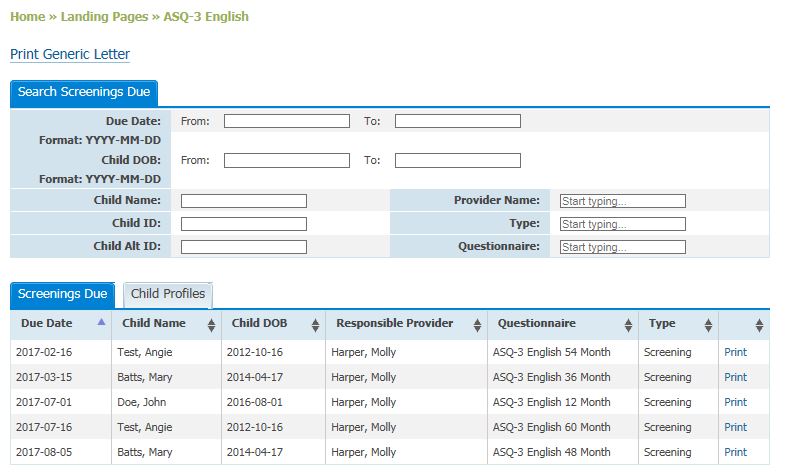 Home » Landing Pages » ASQ-3 English
Print Generic Letter
Search Screenings Due
Due Date: From: To:
Format: YYYY-MM-DD
Child DOB: From: To:
Format: YYYY-MM-DD
Child Name: Provider Name: Start typing...
Child ID: Type: Start typing...
Child Alt ID: Questionnaire: Start typing...
Screenings Due Child Profiles
Due Date Child Name Child DOB Responsible Provider Questionnaire Type
2017-02-16 Test, Angie 2012-10-16 Harper, Molly ASQ-3 English 54 Month Screening Print
2017-03-15 Batts, Mary 2014-04-17 Harper, Molly ASQ-3 English 36 Month Screening Print
2017-07-01 Doe, John 2016-08-01 Harper, Molly ASQ-3 English 12 Month Screening Print
2017-07-16 Test, Angie 2012-10-16 Harper, Molly ASQ-3 English 60 Month Screening Print
2017-08-05 Batts, Mary 2014-04-17 Harper, Molly ASQ-3 English 48 Month Screening Print